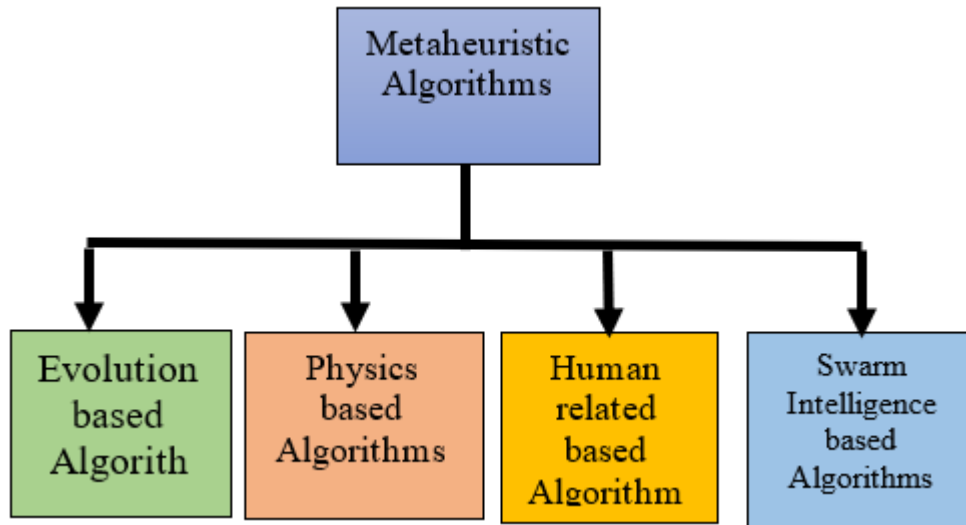 Metaheuristic
Algorithms
Evolution
based
Algorith
Physics
based
Algorithms
Human
related
based
Algorithm
Swarm
Intelligence
based
Algorithms